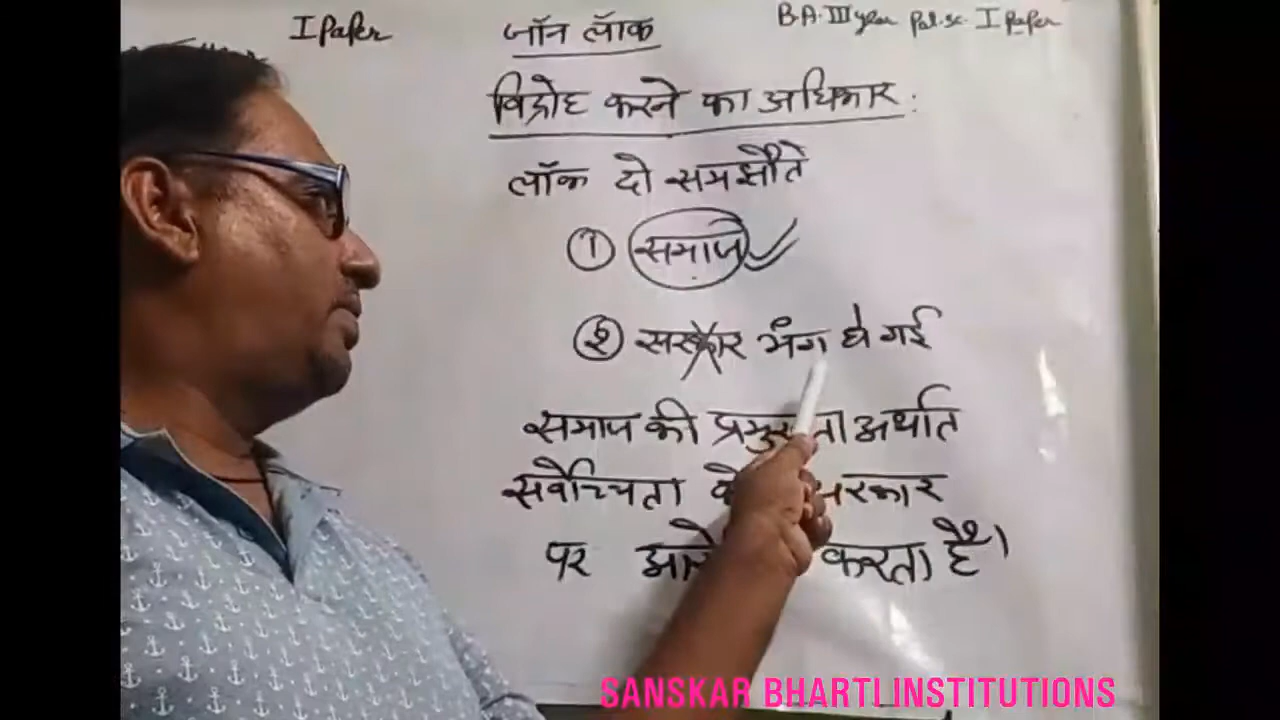 I Paper
जॉन लॉक
B.A. III year Pol.sc. I Paper
विद्रोह करने का अधिकार :
लॉक दो समझौते
① समाज
② सरकार भंग हो गई
समाज की अर्थात
सर्वोच्चता सरकार
पर करता है।
SANSKAR BHARTI INSTITUTIONS